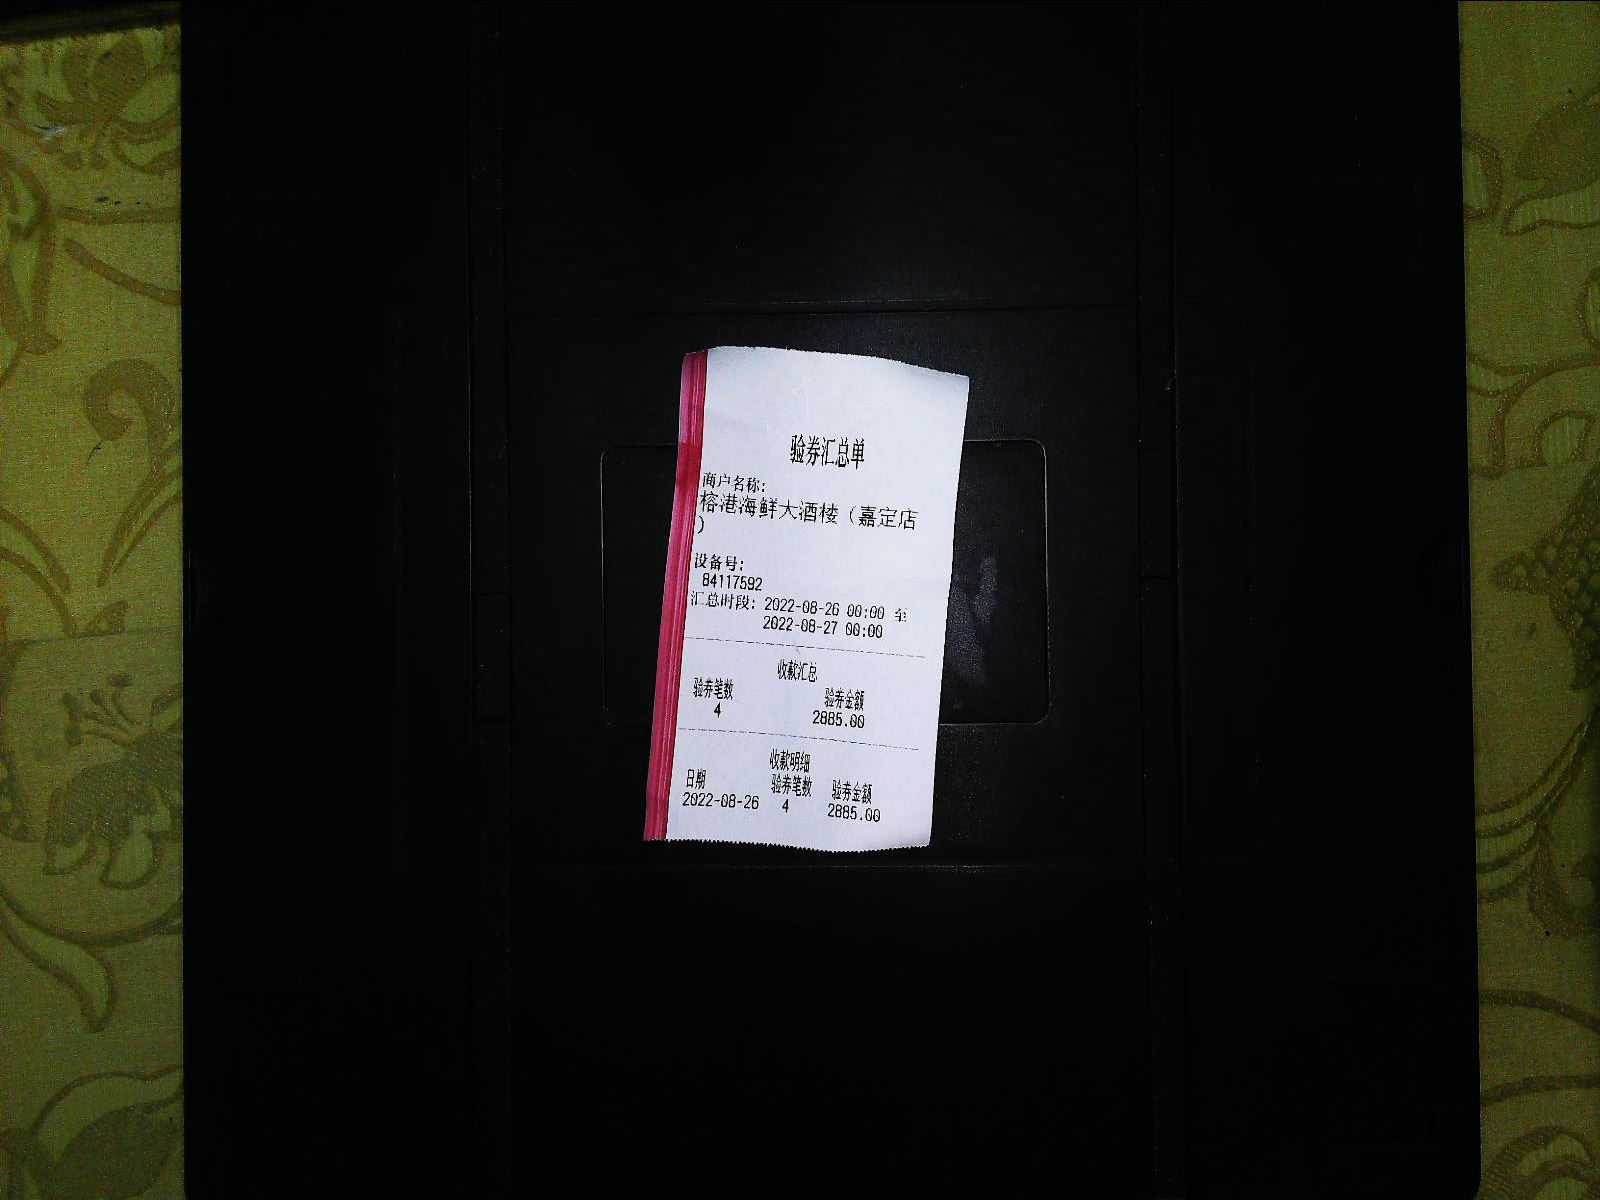 验券汇总单
商户名称:
榕港海鲜大酒楼（嘉定店
）
设备号:
84117592
汇总时段: 2022-08-26 00:00 至
2022-08-27 00:00
收款汇总
验券笔数 验券金额
4 2885.00
收款明细
日期 验券笔数 验券金额
2022-08-26 4 2885.00